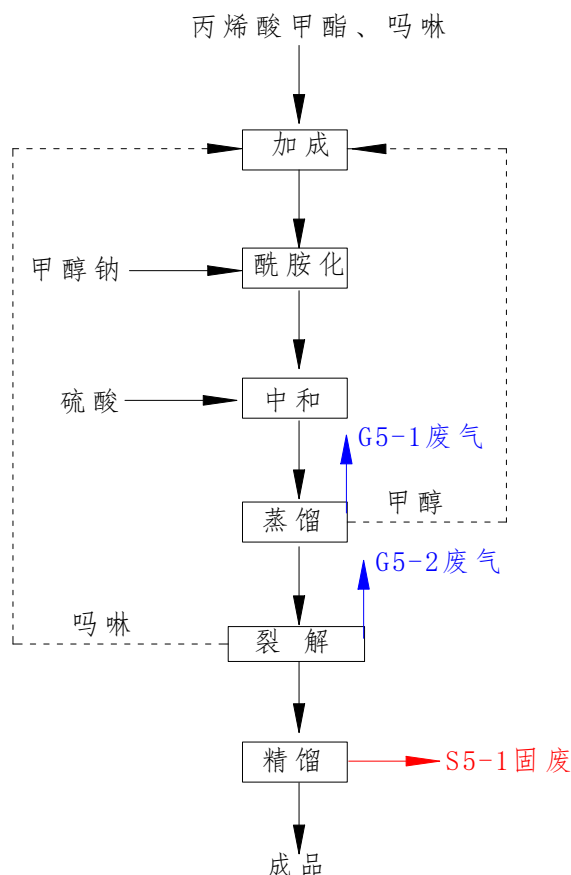 丙烯酸甲酯、吗啉
加成
甲醇钠
酰胺化
硫酸
中和
G5-1废气
蒸馏
甲醇
G5-2废气
吗啉
裂解
精馏
S5-1固废
成品